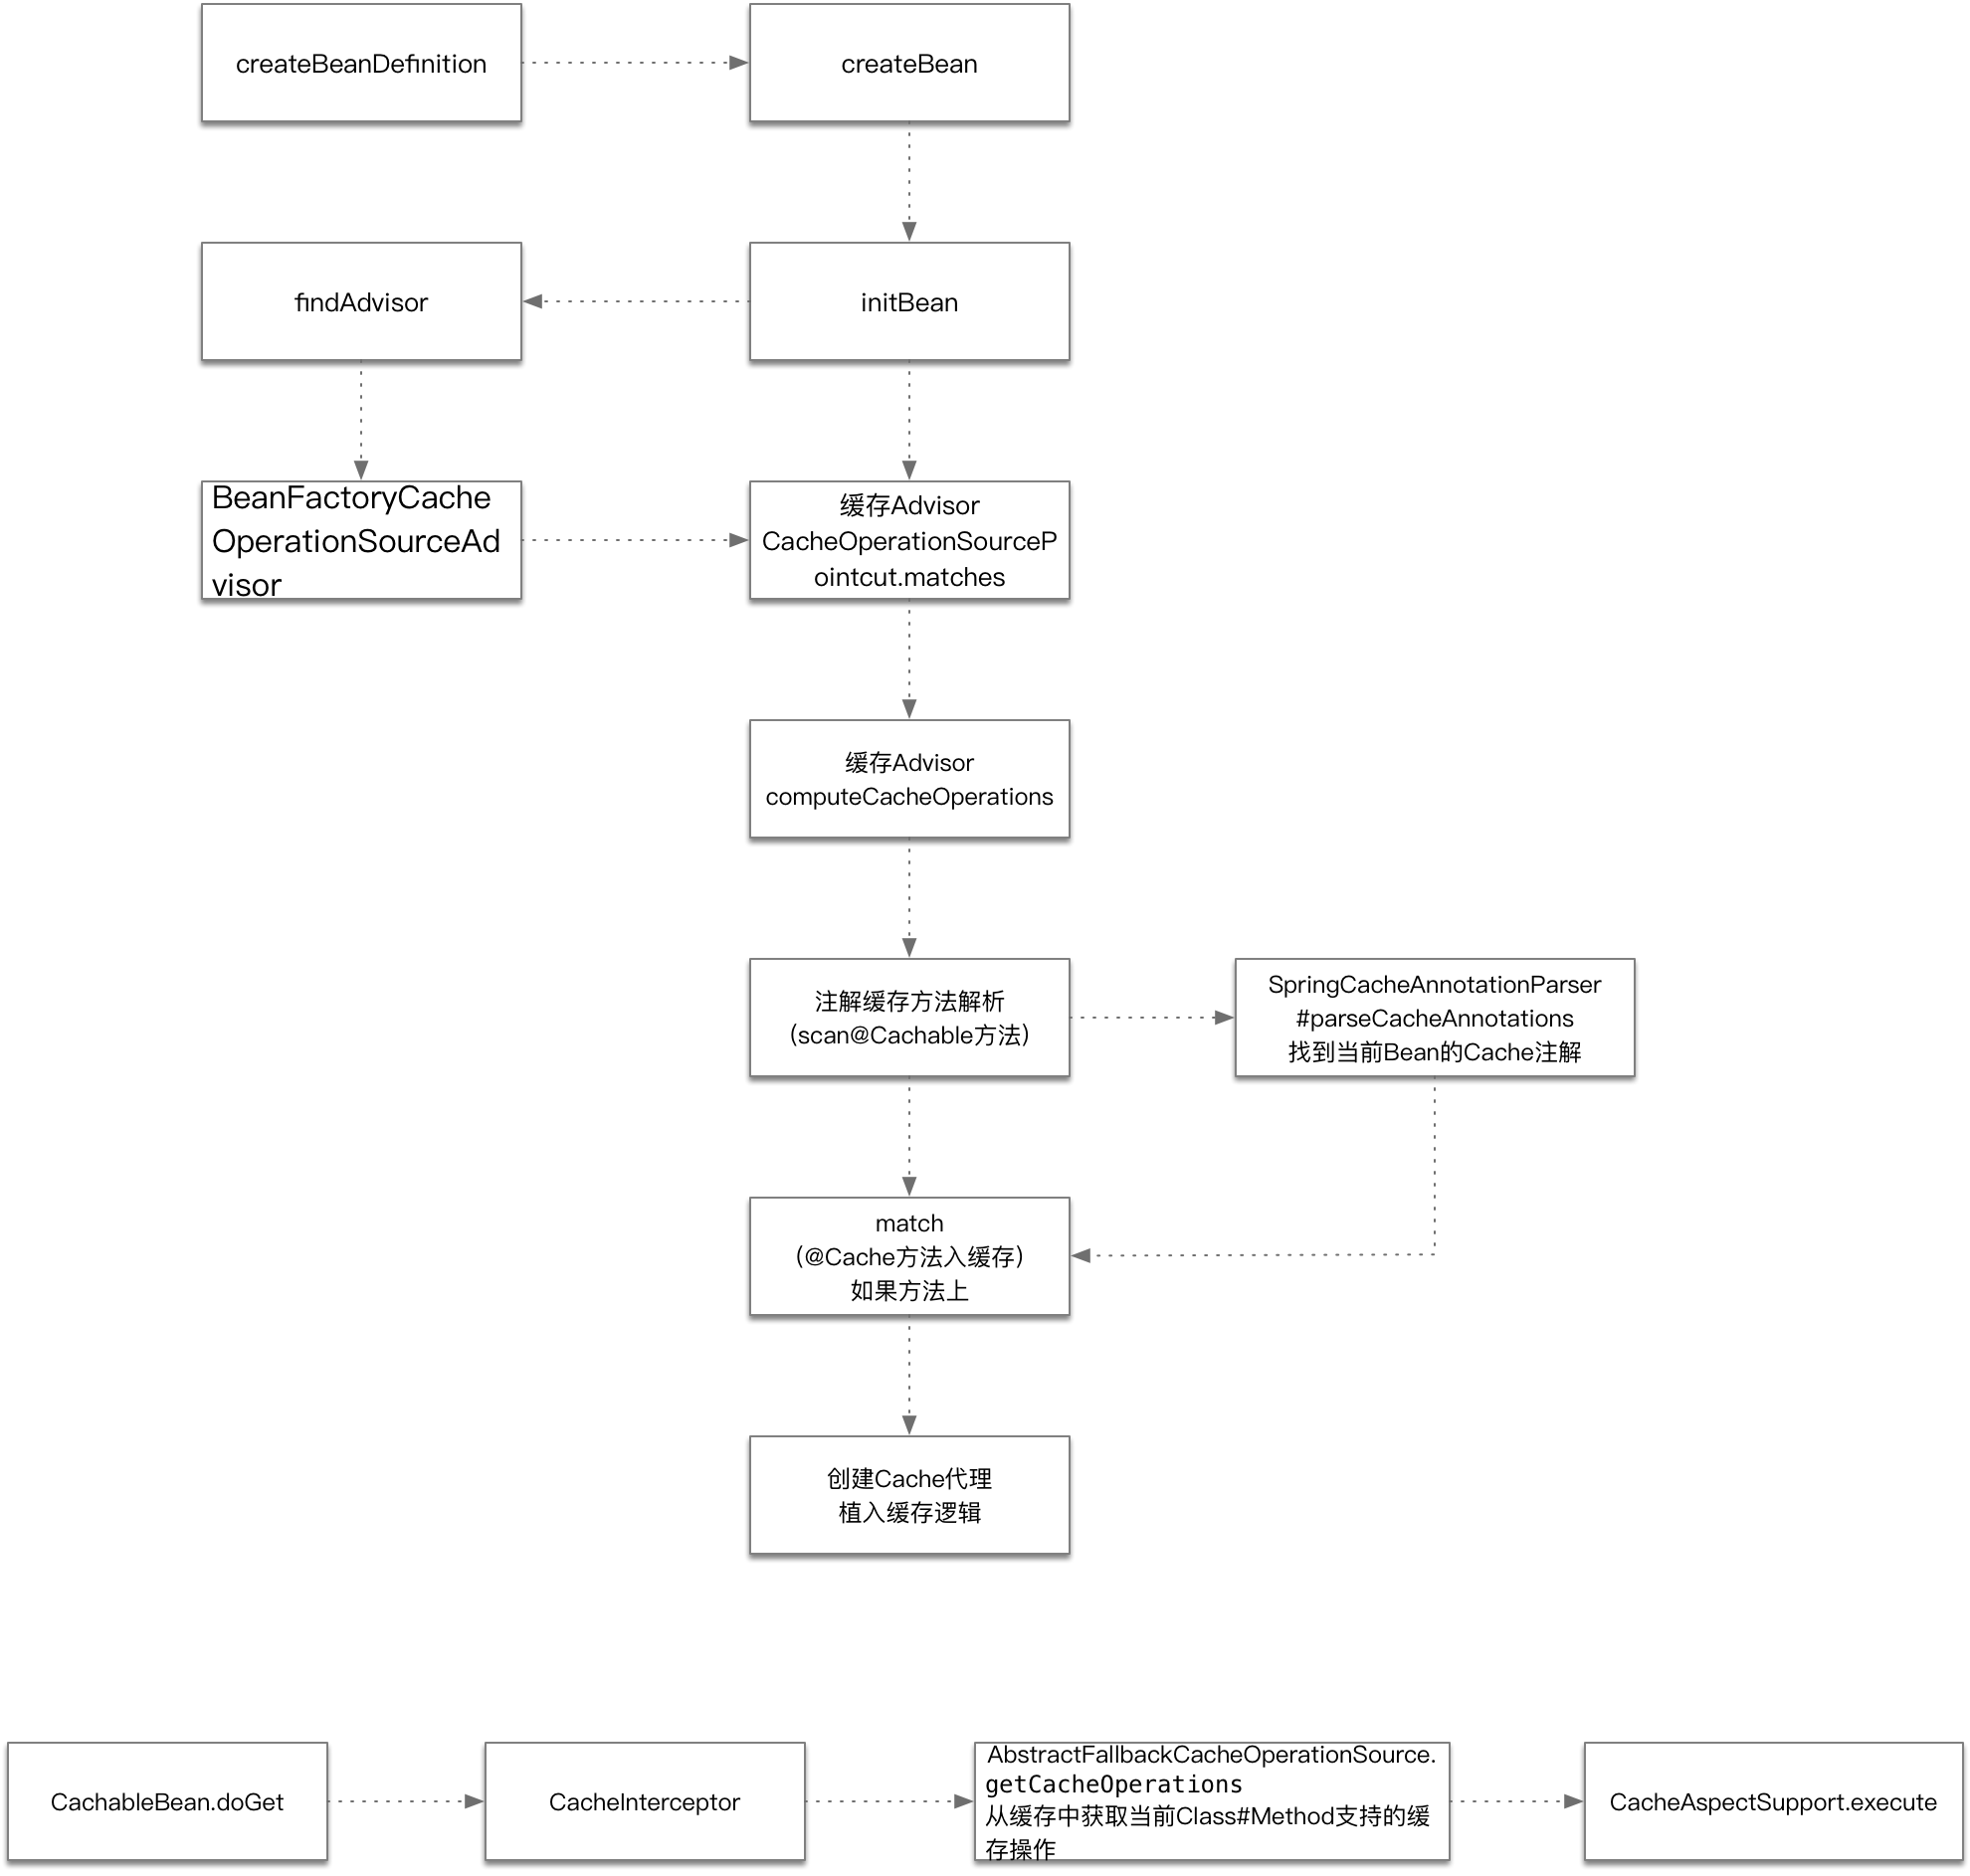 createBeanDefinition
createBean
findAdvisor
initBean
BeanFactoryCache
OperationSourceAd
visor
缓存Advisor
CacheOperationSourceP
ointcut.matches
缓存Advisor
computeCacheOperations
注解缓存方法解析
（scan@Cachable方法）
SpringCacheAnnotationParser
#parseCacheAnnotations
找到当前Bean的Cache注解
match
（@Cache方法入缓存）
如果方法上
创建Cache代理
植入缓存逻辑
CachableBean.doGet
CacheInterceptor
AbstractFallbackCacheOperationSource.
getCacheOperations
从缓存中获取当前Class#Method支持的缓
存操作
CacheAspectSupport.execute